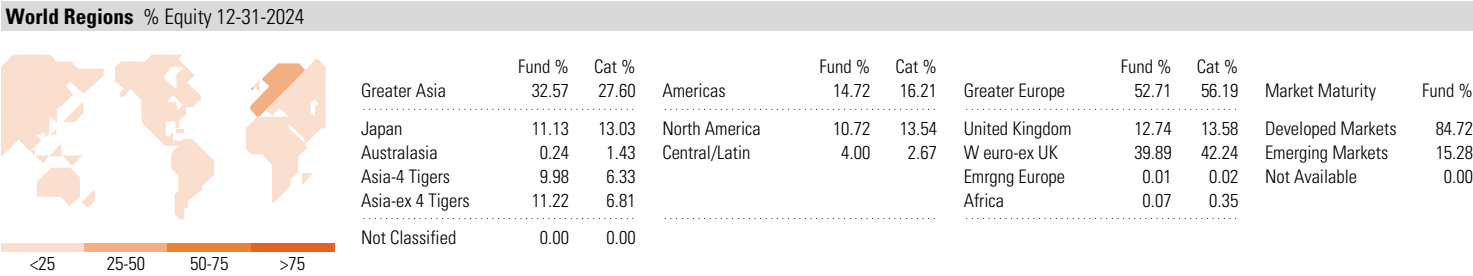 World Regions % Equity 12-31-2024
Fund % Cat % Fund % Cat % Fund % Cat %
Greater Asia 32.57 27.60 Americas 14.72 16.21 Greater Europe 52.71 56.19 Market Maturity Fund %
Japan 11.13 13.03 North America 10.72 13.54 United Kingdom 12.74 13.58 Developed Markets 84.72
Australasia 0.24 1.43 Central/Latin 4.00 2.67 W euro-ex UK 39.89 42.24 Emerging Markets 15.28
Asia-4 Tigers 9.98 6.33 Emrgng Europe 0.01 0.02 Not Available 0.00
Asia-ex 4 Tigers 11.22 6.81 Africa 0.07 0.35
Not Classified 0.00 0.00
<25 25-50 50-75 >75